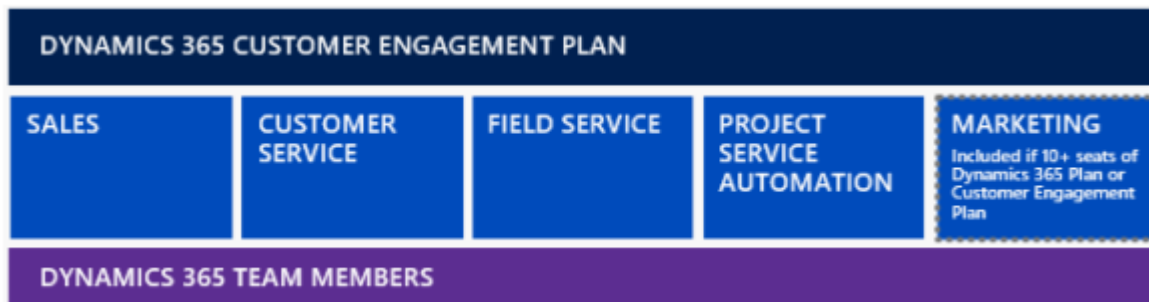 DYNAMICS 365 CUSTOMER ENGAGEMENT PLAN
SALES
CUSTOMER
SERVICE
FIELD SERVICE
PROJECT
SERVICE
AUTOMATION
MARKETING
Included if 10+ seats of
Dynamics 365 Plan or
Customer Engagement
Plan
DYNAMICS 365 TEAM MEMBERS